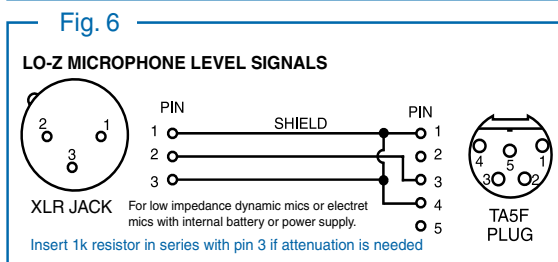 Fig. 6
LO-Z MICROPHONE LEVEL SIGNALS
PIN
SHIELD
PIN
1
2
3
1
2
3
4
5
2
1
3
XLR JACK
For low impedance dynamic mics or electret
mics with internal battery or power supply.
4
5
1
3
2
TA5F
PLUG
Insert 1k resistor in series with pin 3 if attenuation is needed